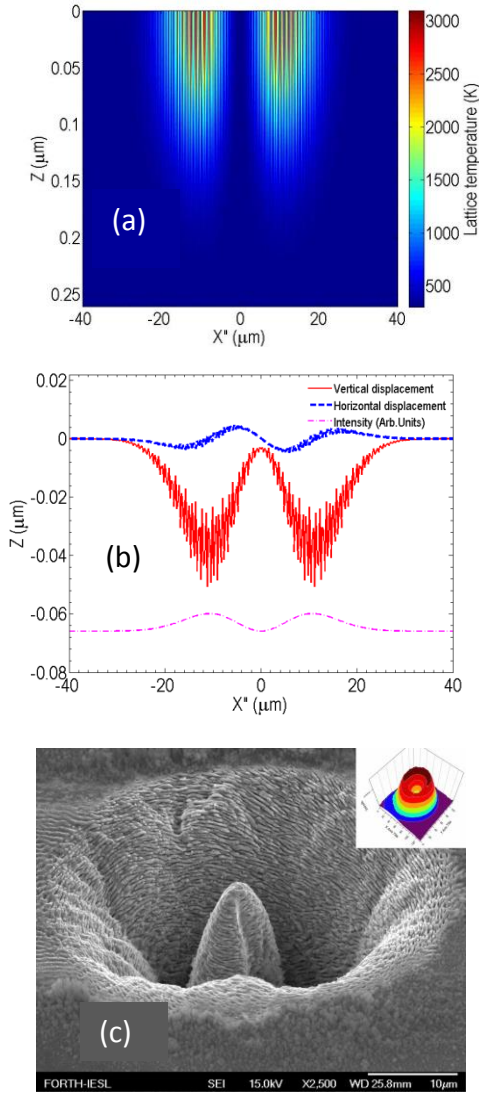 0
0.05
0.1
0.15
0.2
0.25
Z (μm)
-40
-20
0
20
40
X" (μm)
(a)
3000
2500
2000
1500
1000
500
Lattice temperature (K)
0.02
0
-0.02
-0.04
-0.06
-0.08
Z (μm)
Vertical displacement
Horizontal displacement
Intensity (Arb.Units)
(b)
-40
-20
0
20
40
X" (μm)
(c)
FORTH-IESL SEI 15.0kV X2,500 WD 25.8mm 10μm